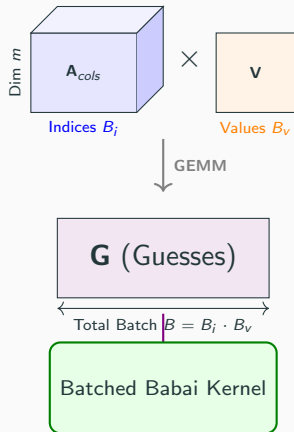 Dim m
A_cols
×
V
Indices B_i
Values B_v
GEMM
G (Guesses)
Total Batch B = B_i · B_v
Batched Babai Kernel